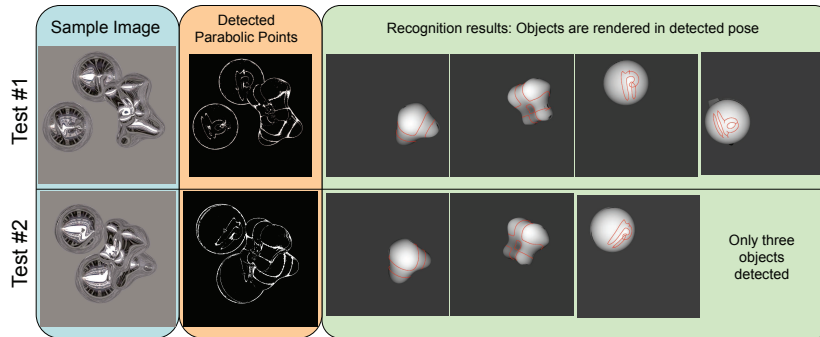 Sample Image
Detected
Parabolic Points
Recognition results: Objects are rendered in detected pose
Test #1
Test #2
Only three
objects
detected